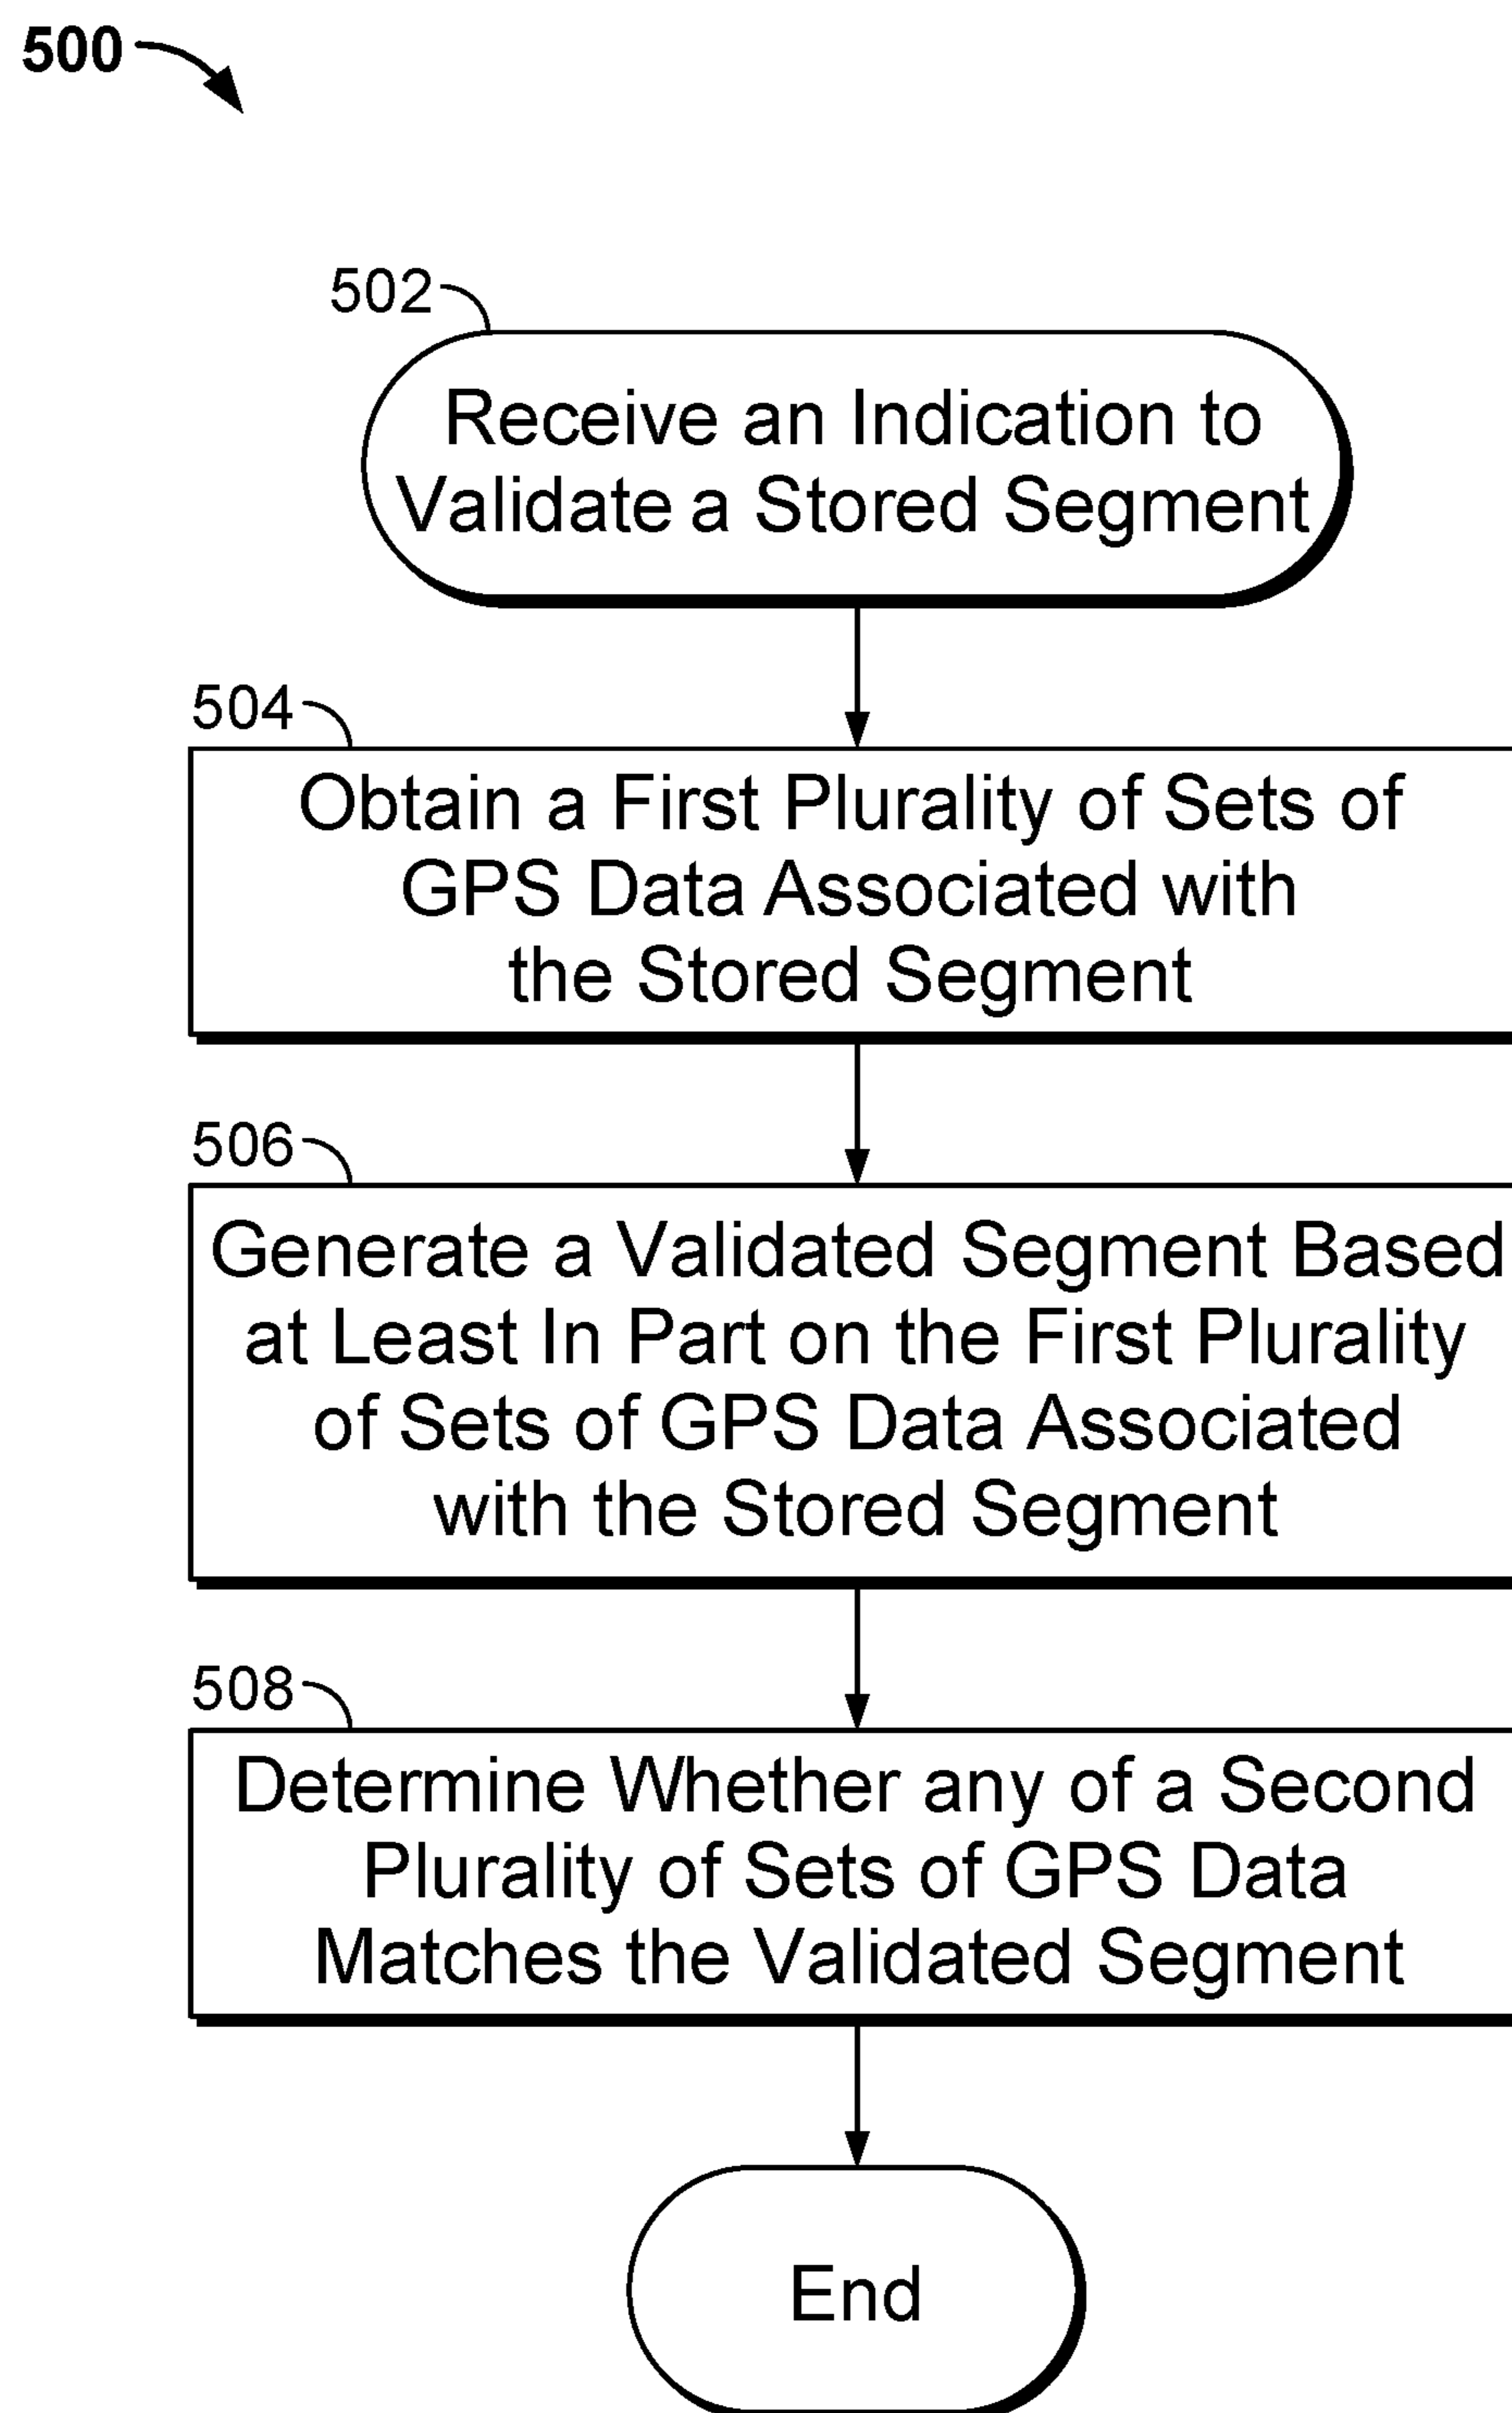 500
502
Receive an Indication to
Validate a Stored Segment
504
Obtain a First Plurality of Sets of
GPS Data Associated with
the Stored Segment
506
Generate a Validated Segment Based
at Least In Part on the First Plurality
of Sets of GPS Data Associated
with the Stored Segment
508
Determine Whether any of a Second
Plurality of Sets of GPS Data
Matches the Validated Segment
End